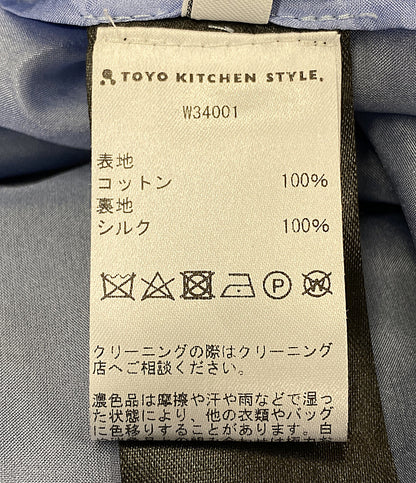 TOYO KITCHEN STYLE.
W34001
表地
コットン 100%
裏地
シルク 100%
P W
クリーニングの際はクリーニング
店へご相談ください。
濃色品は摩擦や汗や雨などで湿っ
た状態により、他の衣類やバッグ
に色移りすることがあります。白